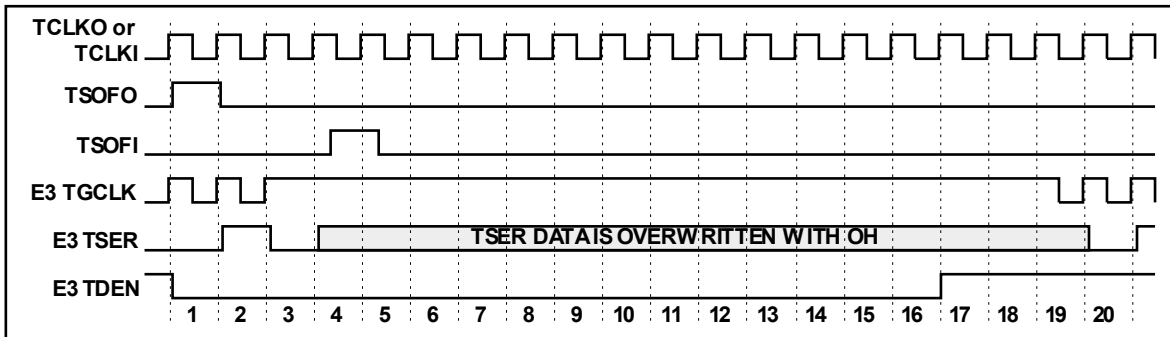 TCLKO or
TCLKI
TSOFO
TSOFI
E3 TGCLK
E3 TSER TSER DATA IS OVERWRITTEN WITH OH
E3 TDEN
1 2 3 4 5 6 7 8 9 10 11 12 13 14 15 16 17 18 19 20